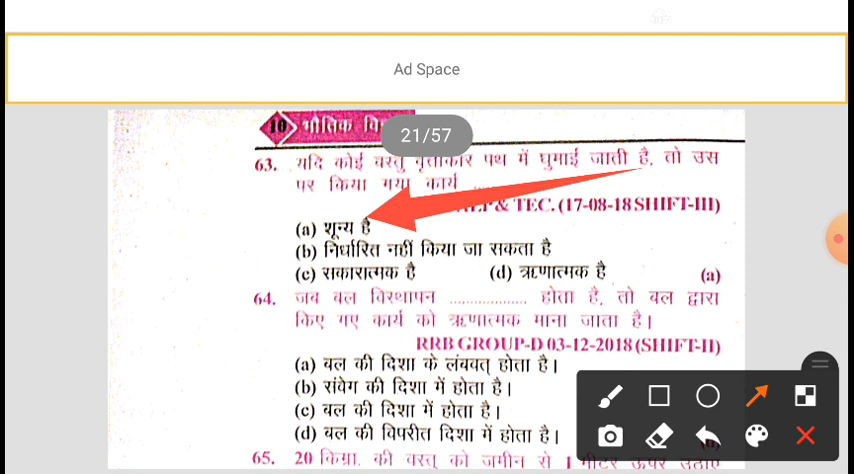 Ad Space
10 भौतिक वि
21/57
63. यदि कोई वस्तु वृत्ताकार पथ में घुमाई जाती है, तो उस
पर किया गया कार्य
& TEC. (17-08-18 SHIFT-III)
(a) शून्य है
(b) निर्धारित नहीं किया जा सकता है
(c) सकारात्मक है (d) ऋणात्मक है (a)
64. जब बल विस्थापन .................. होता है, तो बल द्वारा
किए गए कार्य को ऋणात्मक माना जाता है।
RRB GROUP-D 03-12-2018 (SHIFT-II)
(a) बल की दिशा के लंबवत् होता है।
(b) संवेग की दिशा में होता है।
(c) बल की दिशा में होता है।
(d) बल की विपरीत दिशा में होता है।
65. 20 किग्रा. की वस्तु को जमीन से 1 मीटर ऊपर उठाए